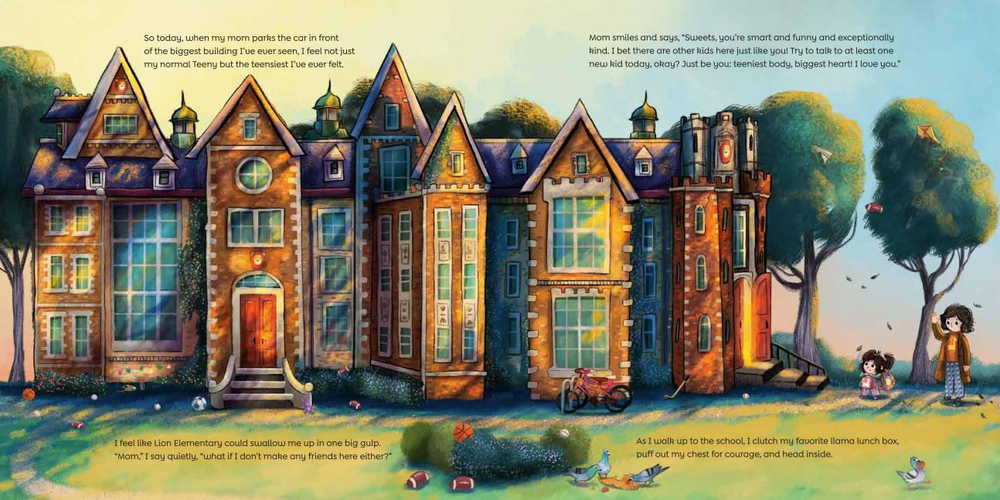 So today, when my mom parks the car in front
of the biggest building I’ve ever seen, I feel not just
my normal Teeny but the teensiest I’ve ever felt.
Mom smiles and says, “Sweets, you’re smart and funny and exceptionally
kind. I bet there are other kids here just like you! Try to talk to at least one
new kid today, okay? Just be you: teeniest body, biggest heart! I love you.”
I feel like Lion Elementary could swallow me up in one big gulp.
“Mom,” I say quietly, “what if I don’t make any friends here either?”
As I walk up to the school, I clutch my favorite llama lunch box,
puff out my chest for courage, and head inside.